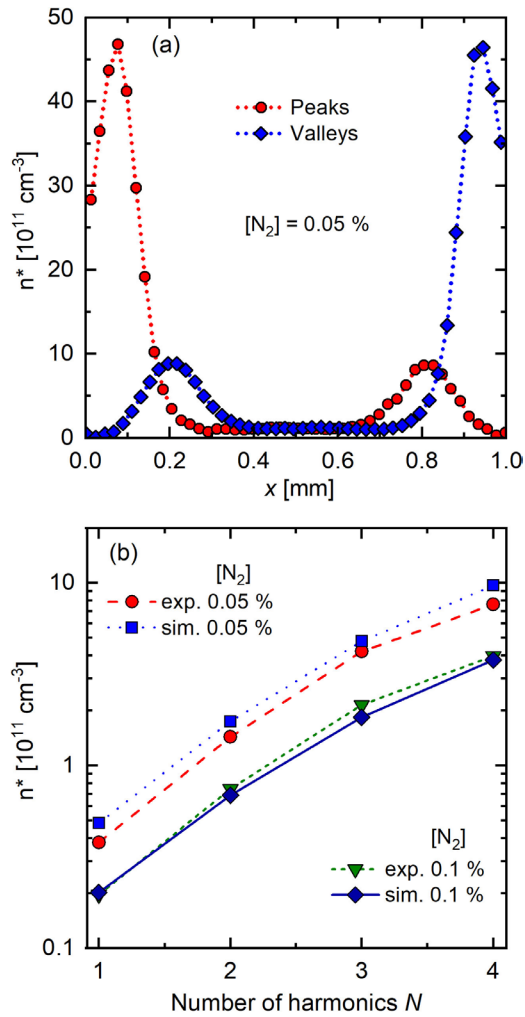 (a)
50
40
30
20
10
0
n* [10¹¹ cm⁻³]
Peaks
Valleys
[N₂] = 0.05 %
0.0 0.2 0.4 0.6 0.8 1.0
x [mm]
(b)
[N₂]
exp. 0.05 %
sim. 0.05 %
10
1
0.1
n* [10¹¹ cm⁻³]
[N₂]
exp. 0.1 %
sim. 0.1 %
1 2 3 4
Number of harmonics N